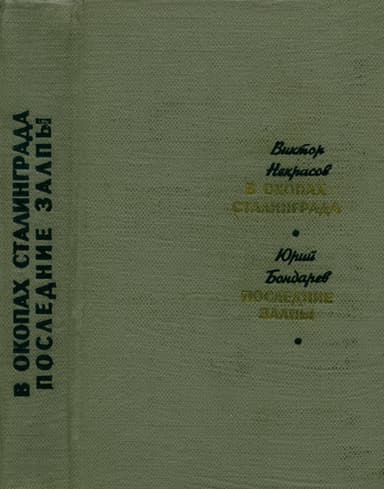 В ОКОПАХ СТАЛИНГРАДА
ПОСЛЕДНИЕ ЗАЛПЫ
Виктор
Некрасов
В ОКОПАХ
СТАЛИНГРАДА
•
Юрий
Бондарев
ПОСЛЕДНИЕ
ЗАЛПЫ
•